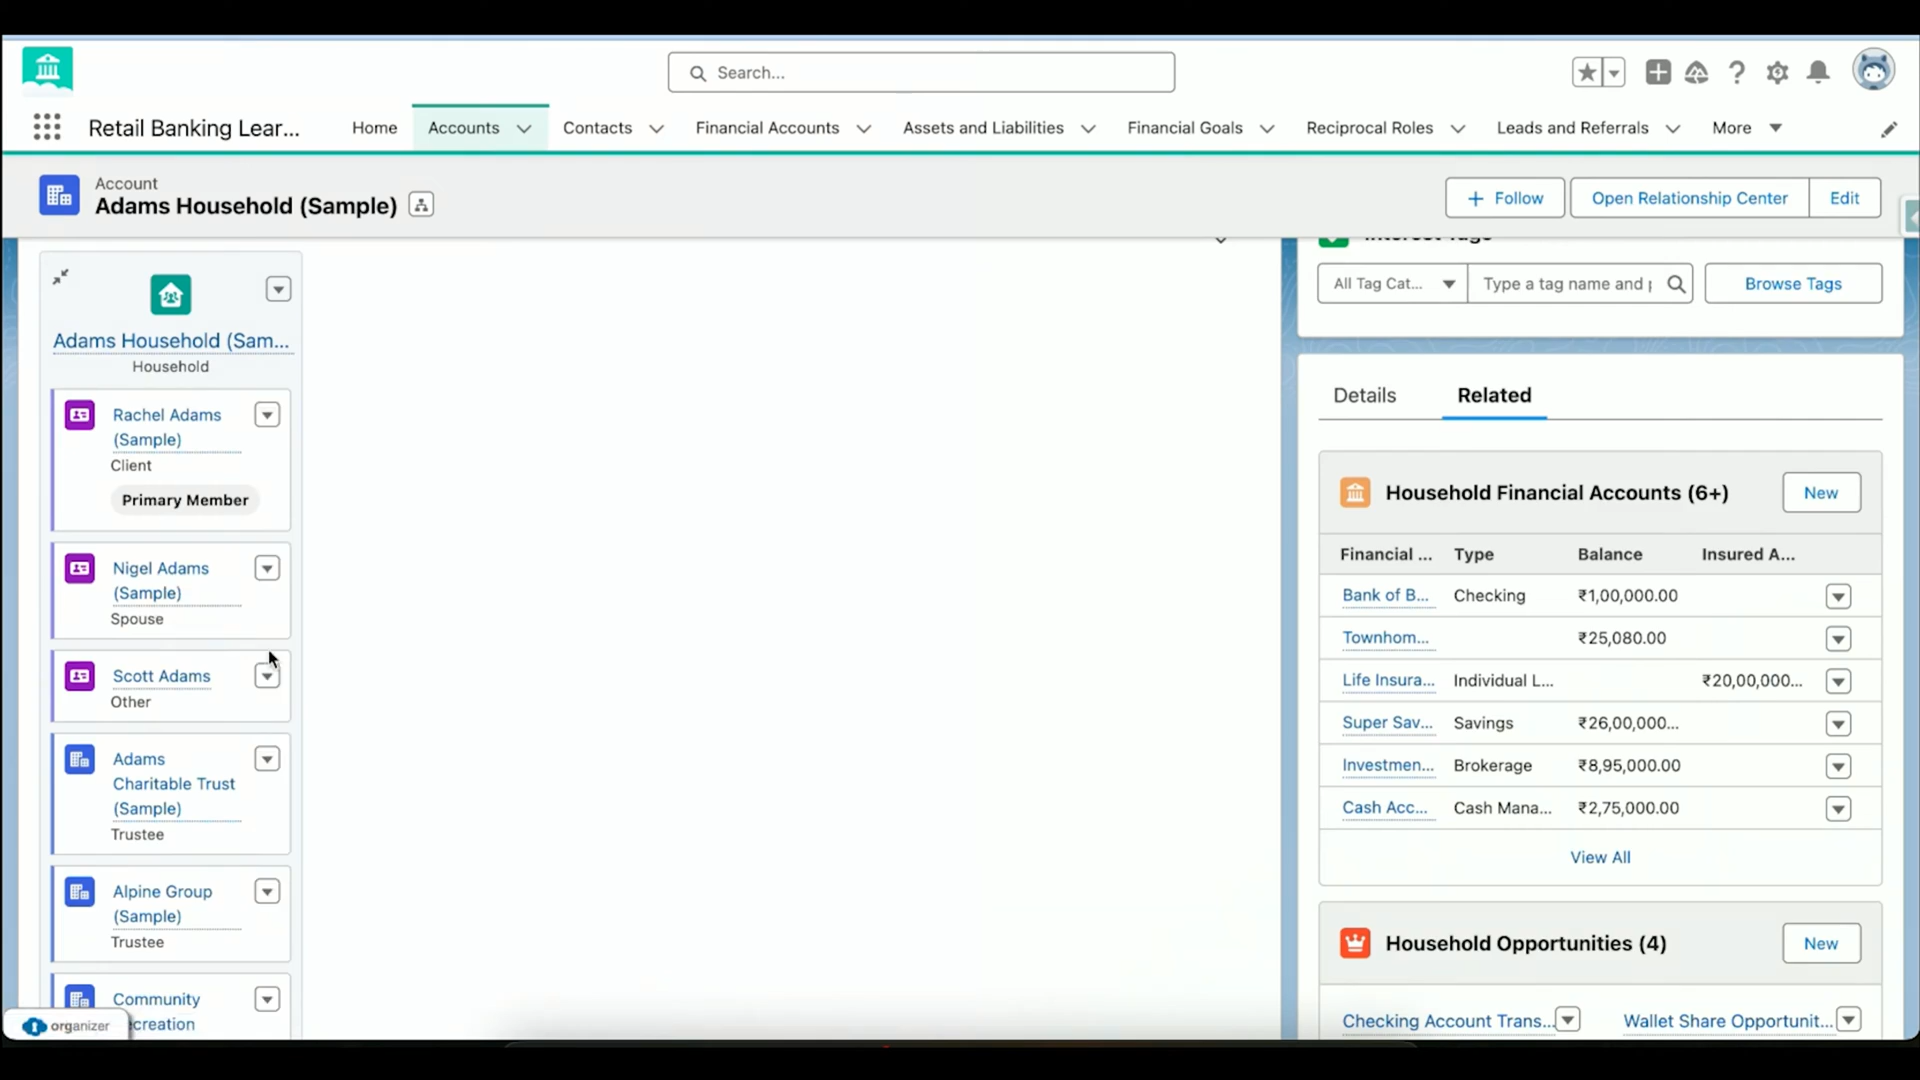 Search...
Retail Banking Lear...
Home
Accounts
Contacts
Financial Accounts
Assets and Liabilities
Financial Goals
Reciprocal Roles
Leads and Referrals
More
Account
Adams Household (Sample)
+ Follow
Open Relationship Center
Edit
Adams Household (Sam...
Household
Rachel Adams
(Sample)
Client
Primary Member
Nigel Adams
(Sample)
Spouse
Scott Adams
Other
Adams
Charitable Trust
(Sample)
Trustee
Alpine Group
(Sample)
Trustee
Community
ecreation
organizer
Interest Tags
All Tag Cat...
Type a tag name and
Browse Tags
Details
Related
Household Financial Accounts (6+)
New
Financial ... Type Balance Insured A...
Bank of B... Checking ₹1,00,000.00
Townhom... ₹25,080.00
Life Insura... Individual L... ₹20,00,000...
Super Sav... Savings ₹26,00,000...
Investmen... Brokerage ₹8,95,000.00
Cash Acc... Cash Mana... ₹2,75,000.00
View All
Household Opportunities (4)
New
Checking Account Trans...
Wallet Share Opportunit...